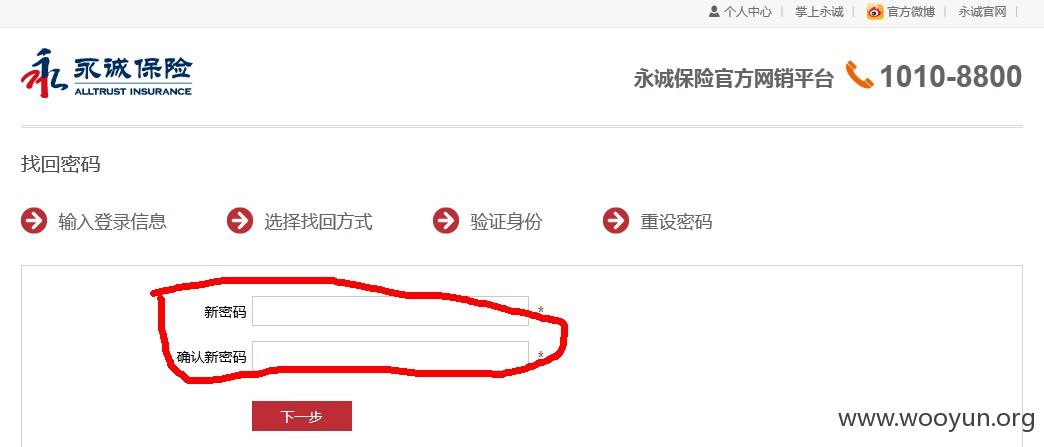 个人中心 | 掌上永诚 | 官方微博 | 永诚官网 |
永诚保险
ALLTRUST INSURANCE
永诚保险官方网销平台 1010-8800
找回密码
输入登录信息 选择找回方式 验证身份 重设密码
新密码 *
确认新密码 *
下一步
www.wooyun.org